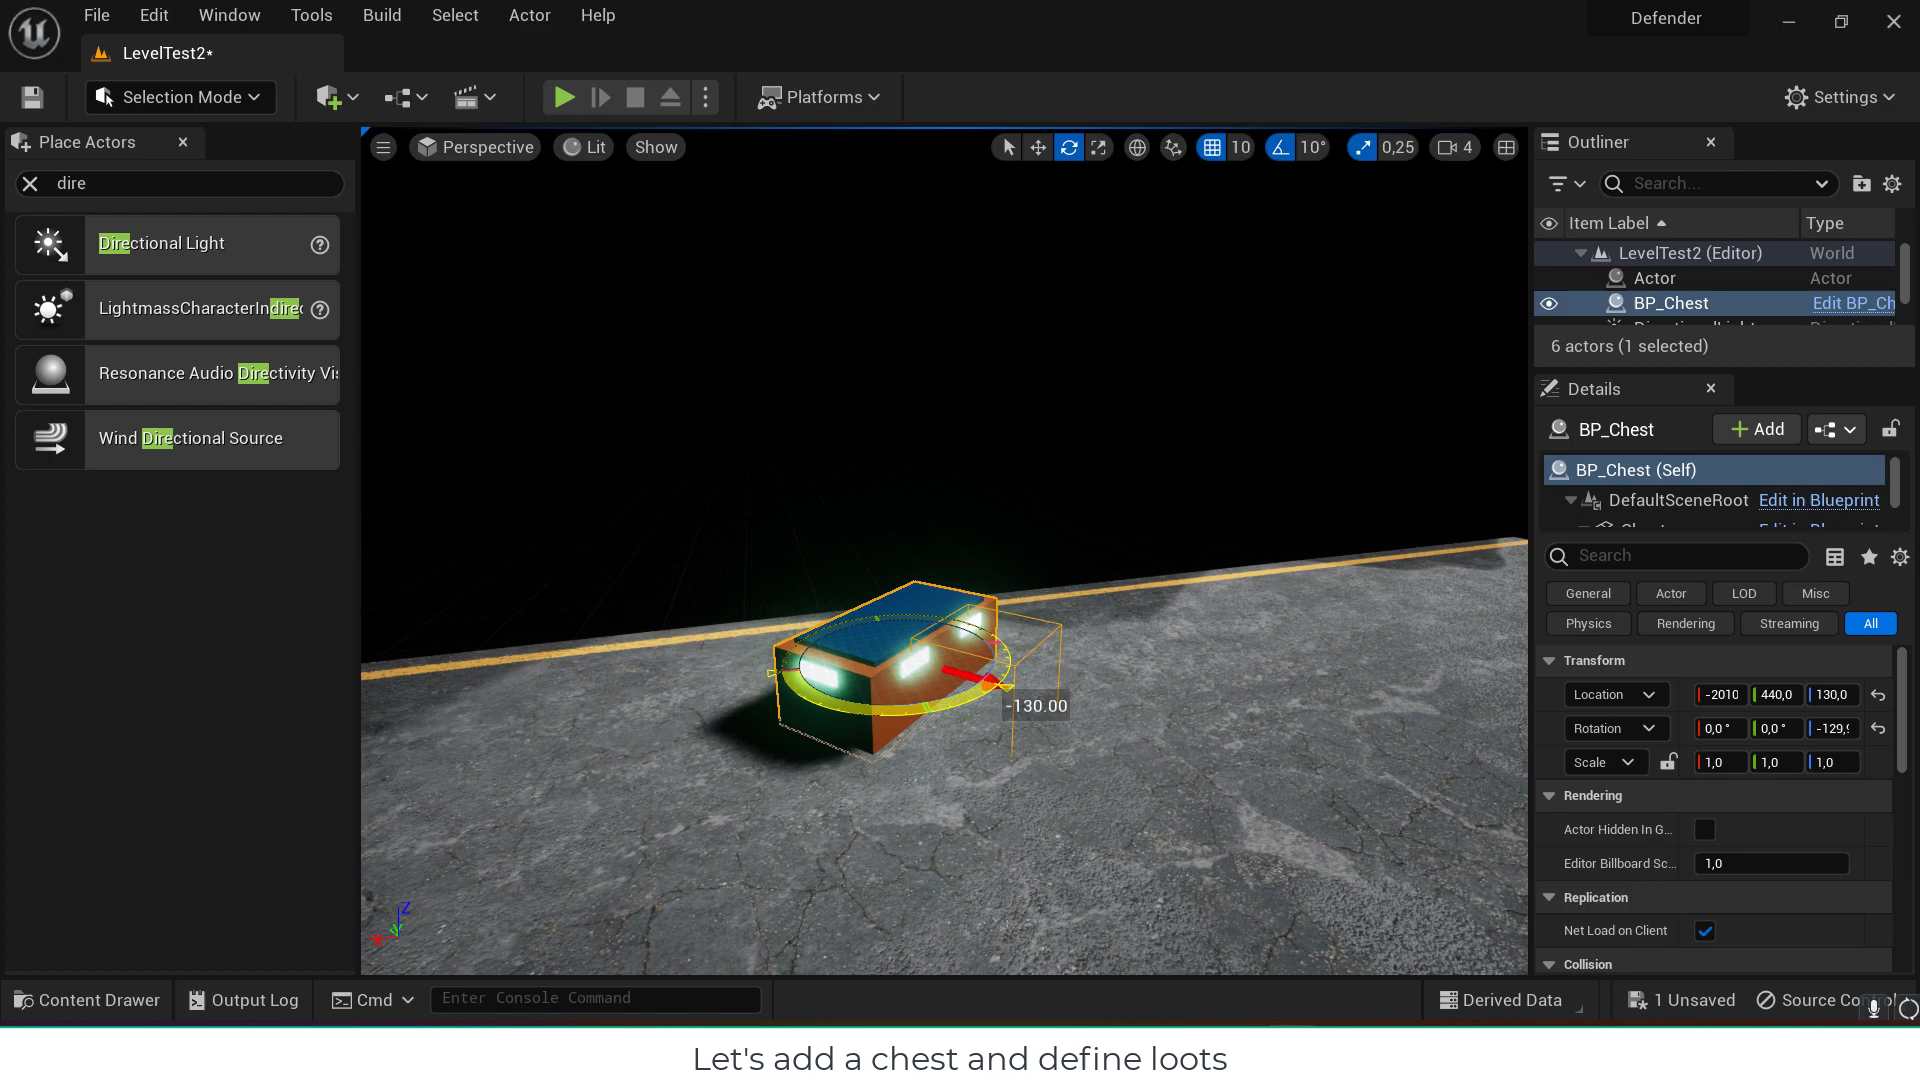 File Edit Window Tools Build Select Actor Help
Defender
LevelTest2*
Selection Mode
Platforms
Settings
Place Actors
dire
Directional Light
LightmassCharacterIndirec
Resonance Audio Directivity Vi
Wind Directional Source
Perspective
Lit
Show
10
10°
0,25
4
-130.00
Z
X
Outliner
Search...
Item Label
Type
LevelTest2 (Editor) World
Actor Actor
BP_Chest Edit BP_Ch
6 actors (1 selected)
Details
BP_Chest
Add
BP_Chest (Self)
DefaultSceneRoot Edit in Blueprint
Search
General Actor LOD Misc
Physics Rendering Streaming All
Transform
Location -2010 440,0 130,0
Rotation 0,0 ° 0,0 ° -129,9
Scale 1,0 1,0 1,0
Rendering
Actor Hidden In G...
Editor Billboard Sc... 1,0
Replication
Net Load on Client
Collision
Content Drawer
Output Log
Cmd
Enter Console Command
Derived Data
1 Unsaved
Source Control
Let's add a chest and define loots